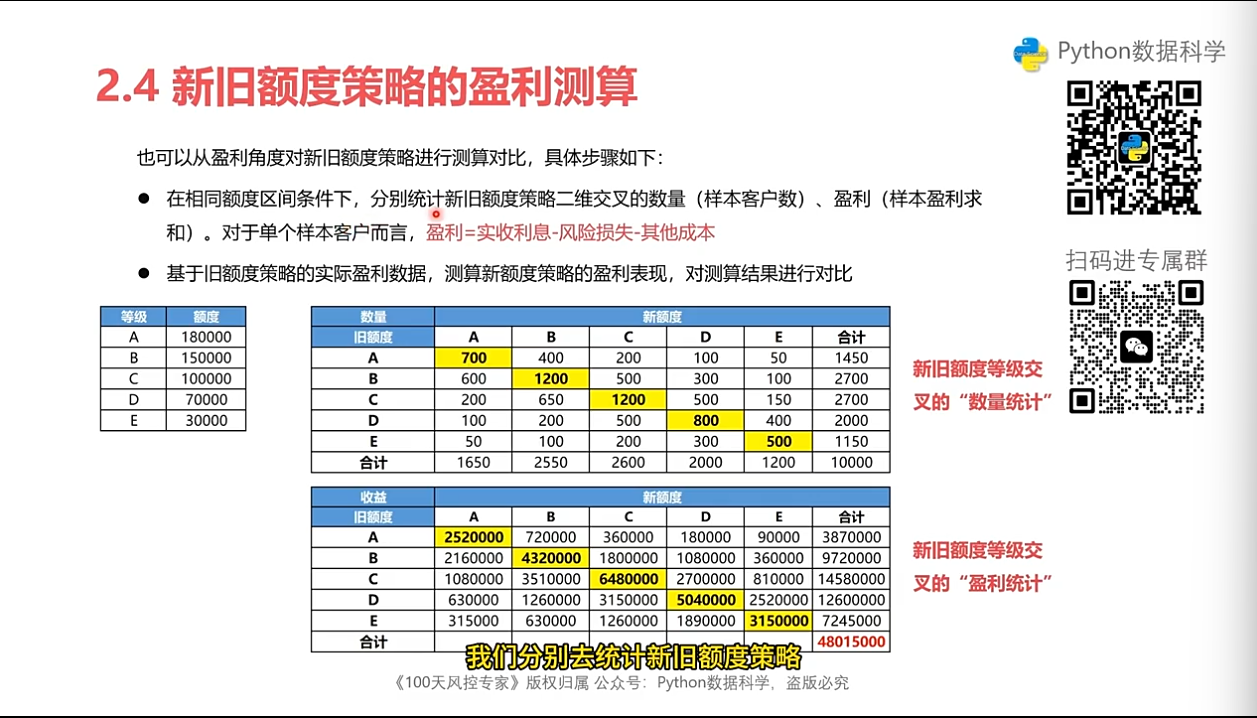 Python数据科学
2.4 新旧额度策略的盈利测算
也可以从盈利角度对新旧额度策略进行测算对比，具体步骤如下：
● 在相同额度区间条件下，分别统计新旧额度策略二维交叉的数量（样本客户数）、盈利（样本盈利求
和）。对于单个样本客户而言，盈利=实收利息-风险损失-其他成本
● 基于旧额度策略的实际盈利数据，测算新额度策略的盈利表现，对测算结果进行对比
扫码进专属群
等级 额度
A 180000
B 150000
C 100000
D 70000
E 30000
数量 新额度
旧额度 A B C D E 合计
A 700 400 200 100 50 1450
B 600 1200 500 300 100 2700
C 200 650 1200 500 150 2700
D 100 200 500 800 400 2000
E 50 100 200 300 500 1150
合计 1650 2550 2600 2000 1200 10000
新旧额度等级交
叉的“数量统计”
收益 新额度
旧额度 A B C D E 合计
A 2520000 720000 360000 180000 90000 3870000
B 2160000 4320000 1800000 1080000 360000 9720000
C 1080000 3510000 6480000 2700000 810000 14580000
D 630000 1260000 3150000 5040000 2520000 12600000
E 315000 630000 1260000 1890000 3150000 7245000
合计 48015000
新旧额度等级交
叉的“盈利统计”
我们分别去统计新旧额度策略
《100天风控专家》版权归属 公众号：Python数据科学，盗版必究